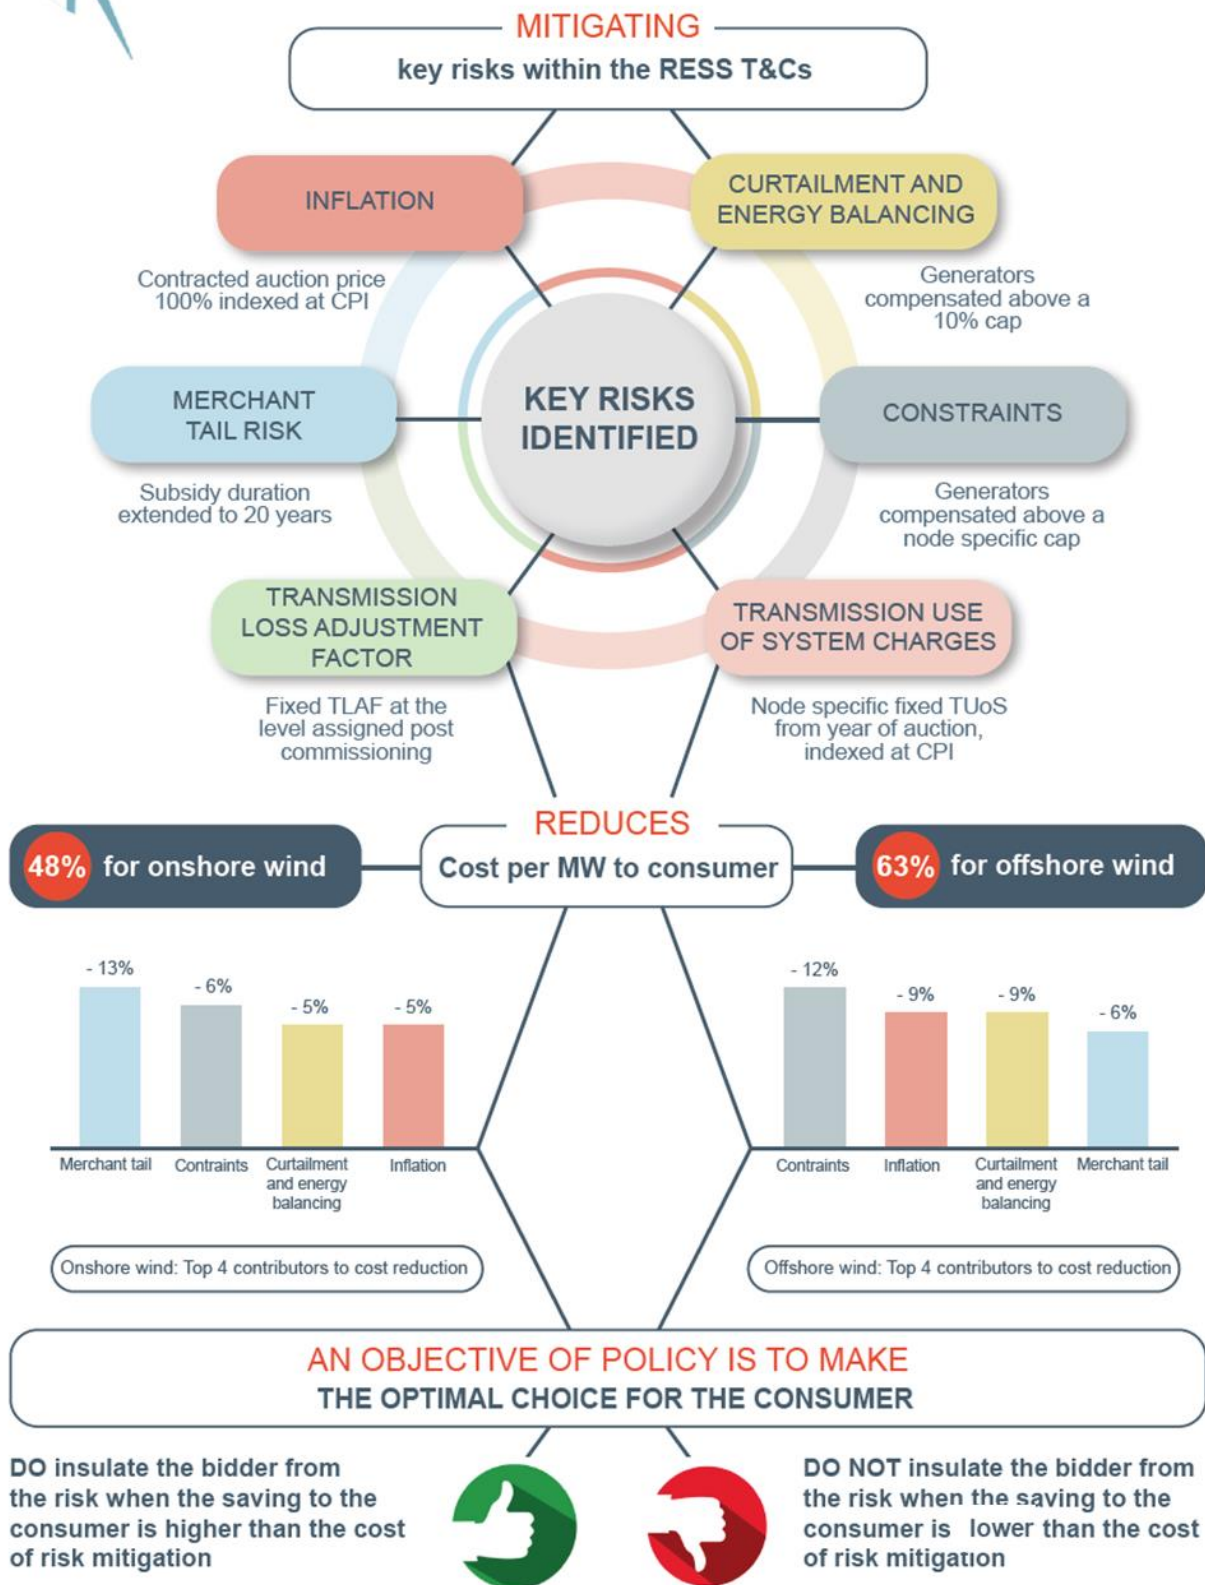 MITIGATING
key risks within the RESS T&Cs
INFLATION
Contracted auction price
100% indexed at CPI
CURTAILMENT AND
ENERGY BALANCING
Generators
compensated above a
10% cap
MERCHANT
TAIL RISK
Subsidy duration
extended to 20 years
KEY RISKS
IDENTIFIED
CONSTRAINTS
Generators
compensated above a
node specific cap
TRANSMISSION
LOSS ADJUSTMENT
FACTOR
Fixed TLAF at the
level assigned post
commissioning
TRANSMISSION USE
OF SYSTEM CHARGES
Node specific fixed TUoS
from year of auction,
indexed at CPI
REDUCES
Cost per MW to consumer
48% for onshore wind
63% for offshore wind
- 13%
- 6%
- 5%
- 5%
Merchant tail
Contraints
Curtailment
and energy
balancing
Inflation
Onshore wind: Top 4 contributors to cost reduction
- 12%
- 9%
- 9%
- 6%
Contraints
Inflation
Curtailment
and energy
balancing
Merchant tail
Offshore wind: Top 4 contributors to cost reduction
AN OBJECTIVE OF POLICY IS TO MAKE
THE OPTIMAL CHOICE FOR THE CONSUMER
DO insulate the bidder from
the risk when the saving to the
consumer is higher than the cost
of risk mitigation
DO NOT insulate the bidder from
the risk when the saving to the
consumer is lower than the cost
of risk mitigation